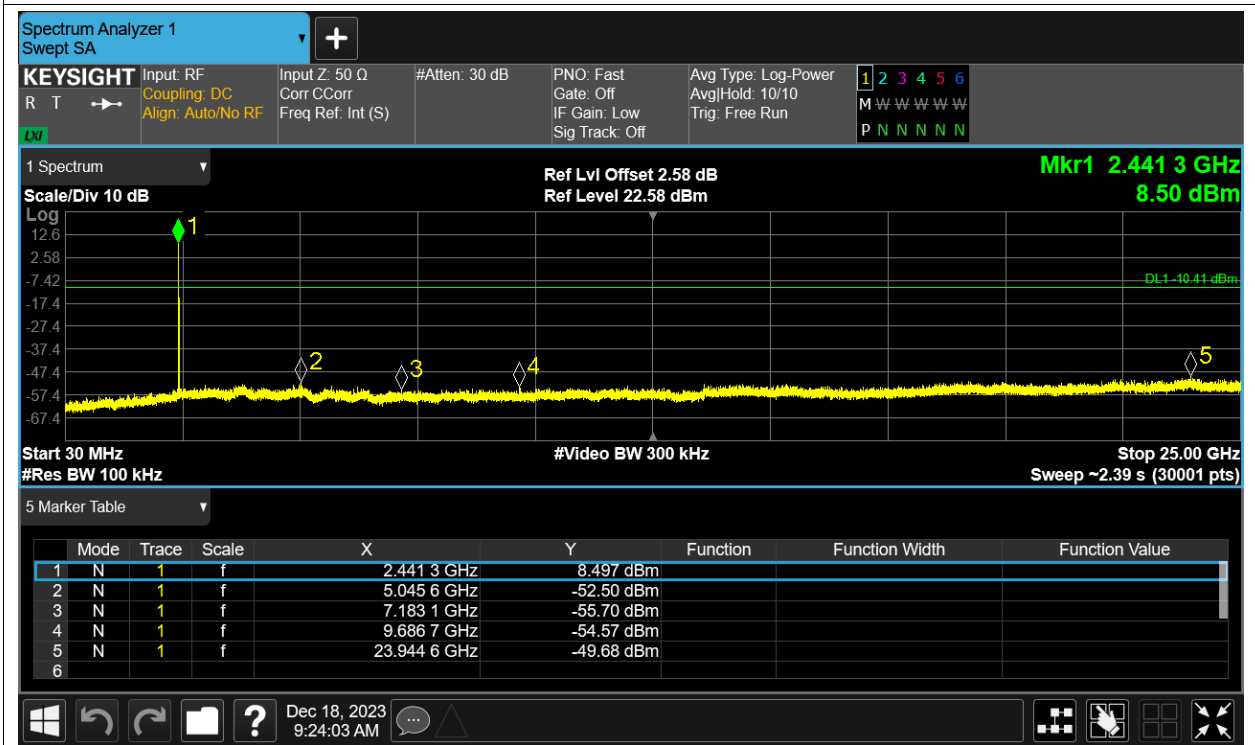 Spectrum Analyzer 1
Swept SA
KEYSIGHT
R T
LXI
Input: RF
Coupling: DC
Align: Auto/No RF
Input Z: 50 Ω
Corr CCorr
Freq Ref: Int (S)
#Atten: 30 dB
PNO: Fast
Gate: Off
IF Gain: Low
Sig Track: Off
Avg Type: Log-Power
Avg|Hold: 10/10
Trig: Free Run
1 2 3 4 5 6
M W W W W W W
P N N N N N N
1 Spectrum
Scale/Div 10 dB
Ref Lvl Offset 2.58 dB
Ref Level 22.58 dBm
Mkr1 2.441 3 GHz
8.50 dBm
Log
12.6
2.58
-7.42
-17.4
-27.4
-37.4
-47.4
-57.4
-67.4
1
2
3
4
5
DL1 -10.41 dBm
Start 30 MHz
#Video BW 300 kHz
Stop 25.00 GHz
#Res BW 100 kHz
Sweep ~2.39 s (30001 pts)
5 Marker Table
Mode Trace Scale X Y Function Function Width Function Value
1 N 1 f 2.441 3 GHz 8.497 dBm
2 N 1 f 5.045 6 GHz -52.50 dBm
3 N 1 f 7.183 1 GHz -55.70 dBm
4 N 1 f 9.686 7 GHz -54.57 dBm
5 N 1 f 23.944 6 GHz -49.68 dBm
6
?
Dec 18, 2023
9:24:03 AM